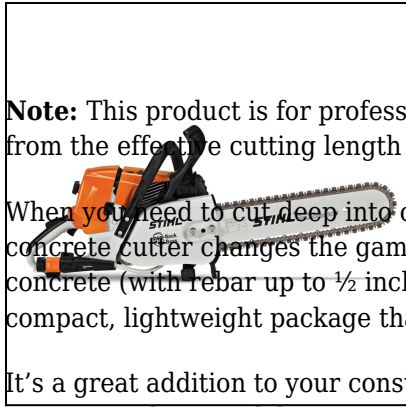 Note: This product is for profess
from the effective cutting length
When you need to cut deep into c
concrete cutter changes the gam
concrete (with rebar up to ½ incl
compact, lightweight package tha
It’s a great addition to your const
STIHL
STIHL